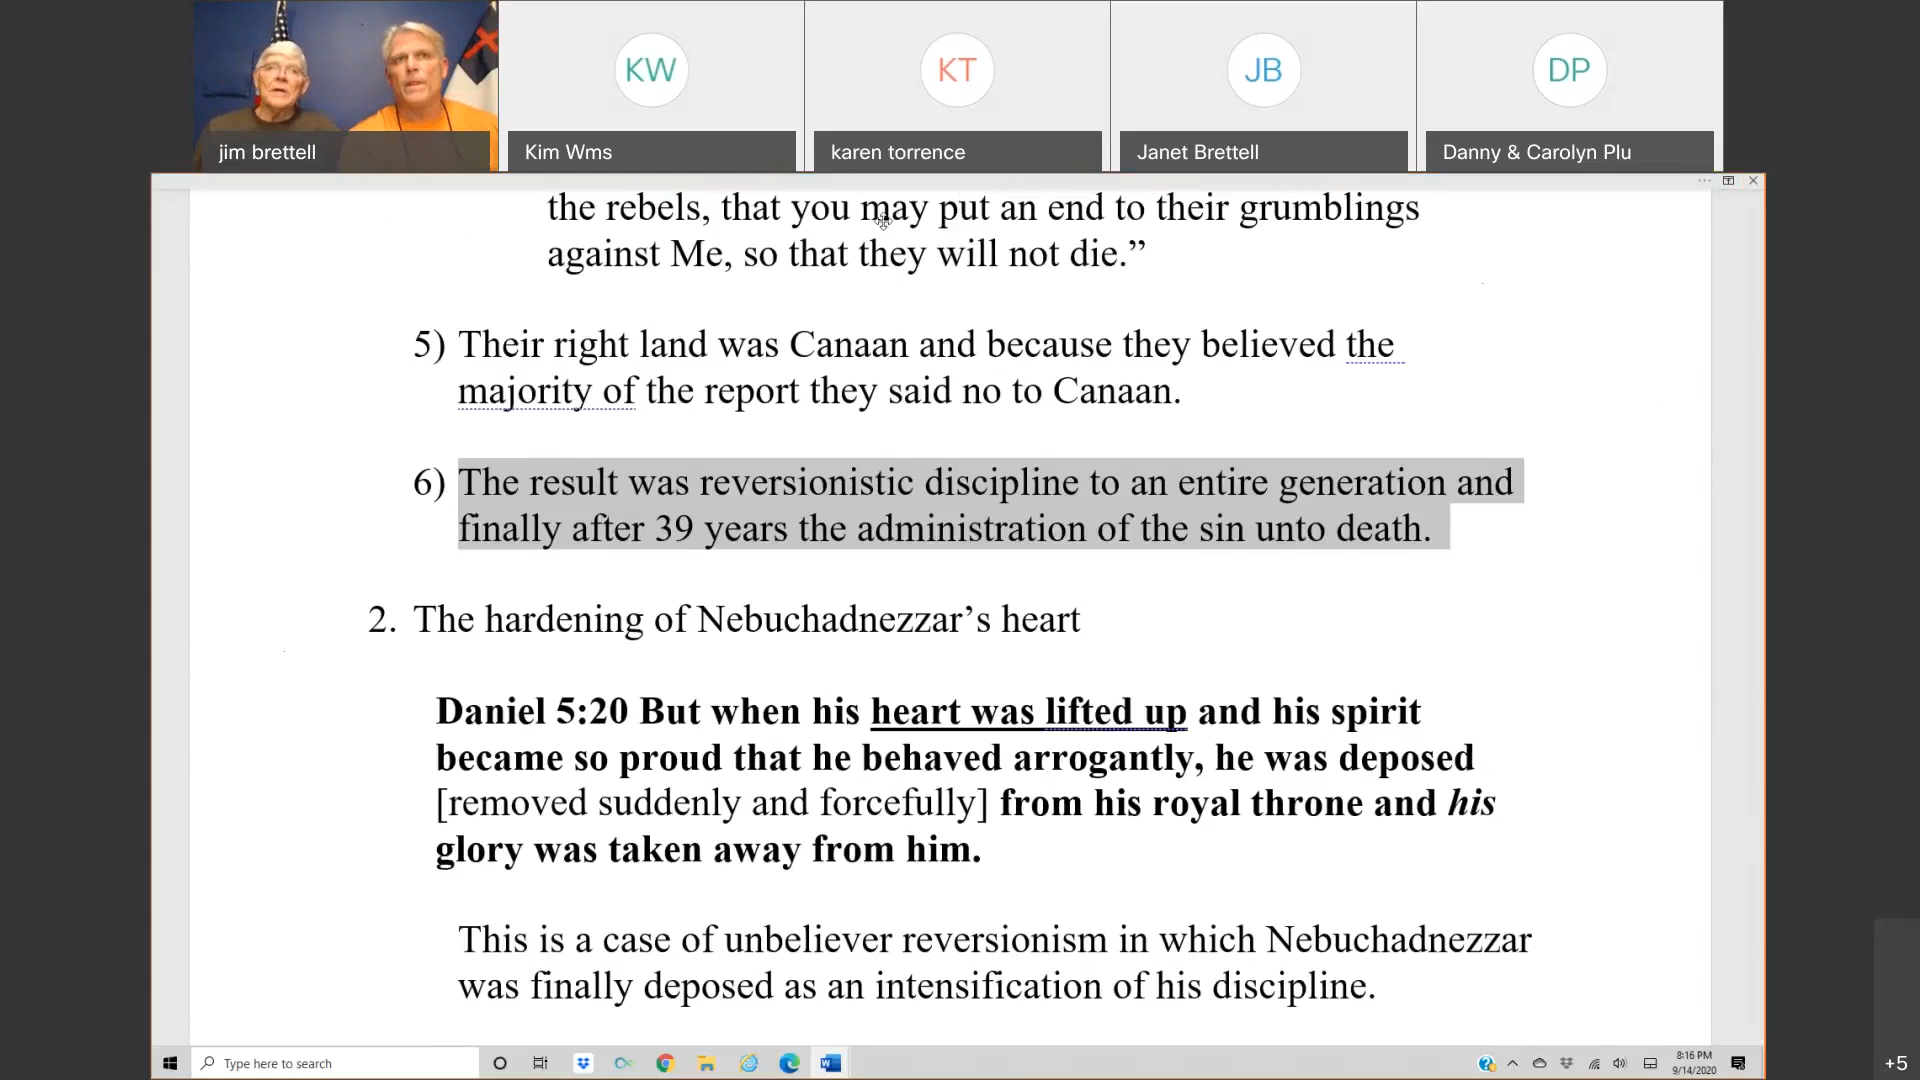 KW
KT
JB
DP
jim brettell
Kim Wms
karen torrence
Janet Brettell
Danny & Carolyn Plu
the rebels, that you may put an end to their grumblings
against Me, so that they will not die.”
5) Their right land was Canaan and because they believed the
majority of the report they said no to Canaan.
6) The result was reversionistic discipline to an entire generation and
finally after 39 years the administration of the sin unto death.
2. The hardening of Nebuchadnezzar’s heart
Daniel 5:20 But when his heart was lifted up and his spirit
became so proud that he behaved arrogantly, he was deposed
[removed suddenly and forcefully] from his royal throne and his
glory was taken away from him.
This is a case of unbeliever reversionism in which Nebuchadnezzar
was finally deposed as an intensification of his discipline.
Type here to search
8:16 PM
9/14/2020
+5